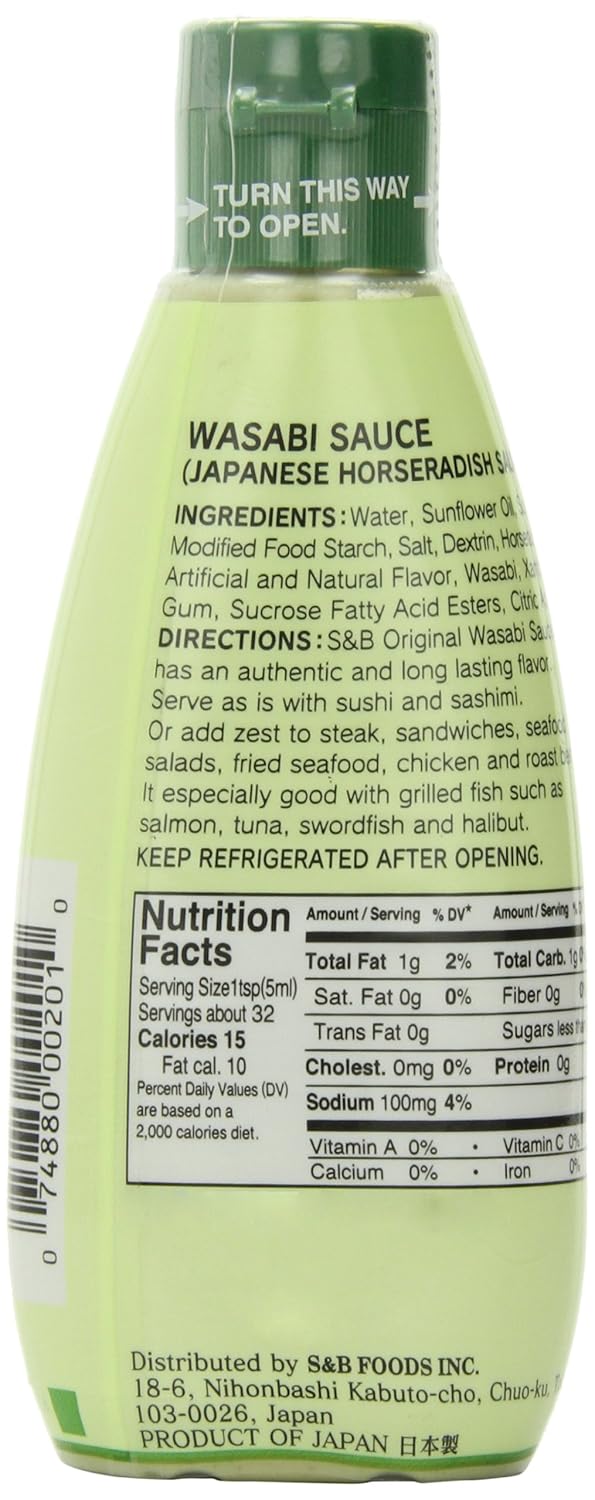 TURN THIS WAY
TO OPEN.
WASABI SAUCE
(JAPANESE HORSERADISH
INGREDIENTS: Water, Sunflower Oil,
Modified Food Starch, Salt, Dextrin,
Artificial and Natural Flavor, Wasabi,
Gum, Sucrose Fatty Acid Esters, Citric
DIRECTIONS: S&B Original Wasabi
has an authentic and long lasting flavor.
Serve as is with sushi and sashimi.
Or add zest to steak, sandwiches, seafood
salads, fried seafood, chicken and roast
It especially good with grilled fish such as
salmon, tuna, swordfish and halibut.
KEEP REFRIGERATED AFTER OPENING.
Nutrition
Facts
Serving Size1tsp(5ml)
Servings about 32
Calories 15
Fat cal. 10
Percent Daily Values (DV)
are based on a
2,000 calories diet.
Amount / Serving % DV* Amount / Serving %
Total Fat 1g 2% Total Carb. 1g
Sat. Fat 0g 0% Fiber 0g
Trans Fat 0g Sugars less
Cholest. 0mg 0% Protein 0g
Sodium 100mg 4%
Vitamin A 0% • Vitamin C 0%
Calcium 0% • Iron 0%
0 74880 00201 0
Distributed by S&B FOODS INC.
18-6, Nihonbashi Kabuto-cho, Chuo-ku,
103-0026, Japan
PRODUCT OF JAPAN 日本製